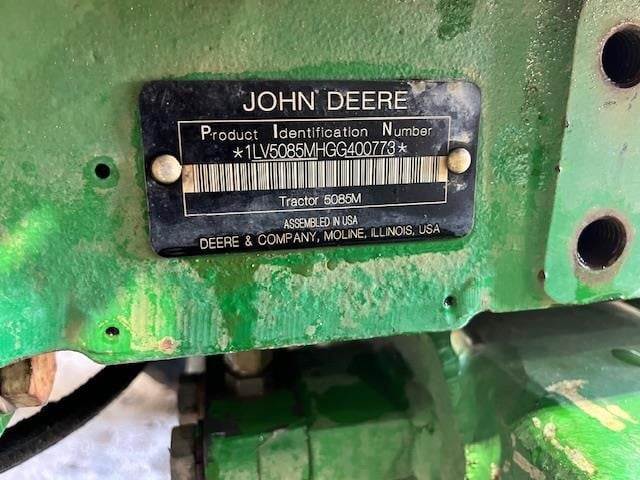 JOHN DEERE
Product Identification Number
*1LV5085MHGG400773*
Tractor 5085M
ASSEMBLED IN USA
DEERE & COMPANY, MOLINE, ILLINOIS, USA